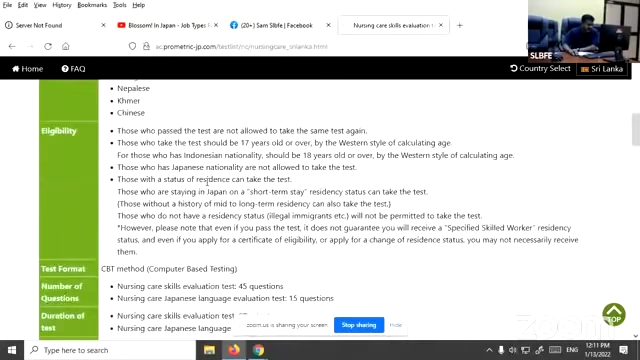 Server Not Found
Blossom! In Japan - Job Types F
(20+) Sam Slbfe | Facebook
Nursing care skills evaluation te
SLBFE
ac.prometric-jp.com/testlist/nc/nursingcare_srilanka.html
Home
FAQ
Country Select
Sri Lanka
Nepalese
Khmer
Chinese
Eligibility
Those who passed the test are not allowed to take the same test again.
Those who take the test should be 17 years old or over, by the Western style of calculating age.
For those who has Indonesian nationality, should be 18 years old or over, by the Western style of calculating age.
Those who has Japanese nationality are not allowed to take the test.
Those with a status of residence can take the test.
Those who are staying in Japan on a "short-term stay" residency status can take the test.
(Those without a history of mid to long-term residency can also take the test.)
Those who do not have a residency status (illegal immigrants etc.) will not be permitted to take the test.
*However, please note that even if you pass the test, it does not guarantee you will receive a "Specified Skilled Worker" residency
status, and even if you apply for a certificate of eligibility, or apply for a change of residence status, you may not necessarily receive
them.
Test Format
CBT method (Computer Based Testing)
Number of
Questions
Nursing care skills evaluation test: 45 questions
Nursing care Japanese language evaluation test: 15 questions
Duration of
test
Nursing care skills evaluation test:
Nursing care Japanese language
zoom.us is sharing your screen.
Stop sharing
Hide
TOP
zoom
Type here to search
ENG
12:11 PM
1/13/2022